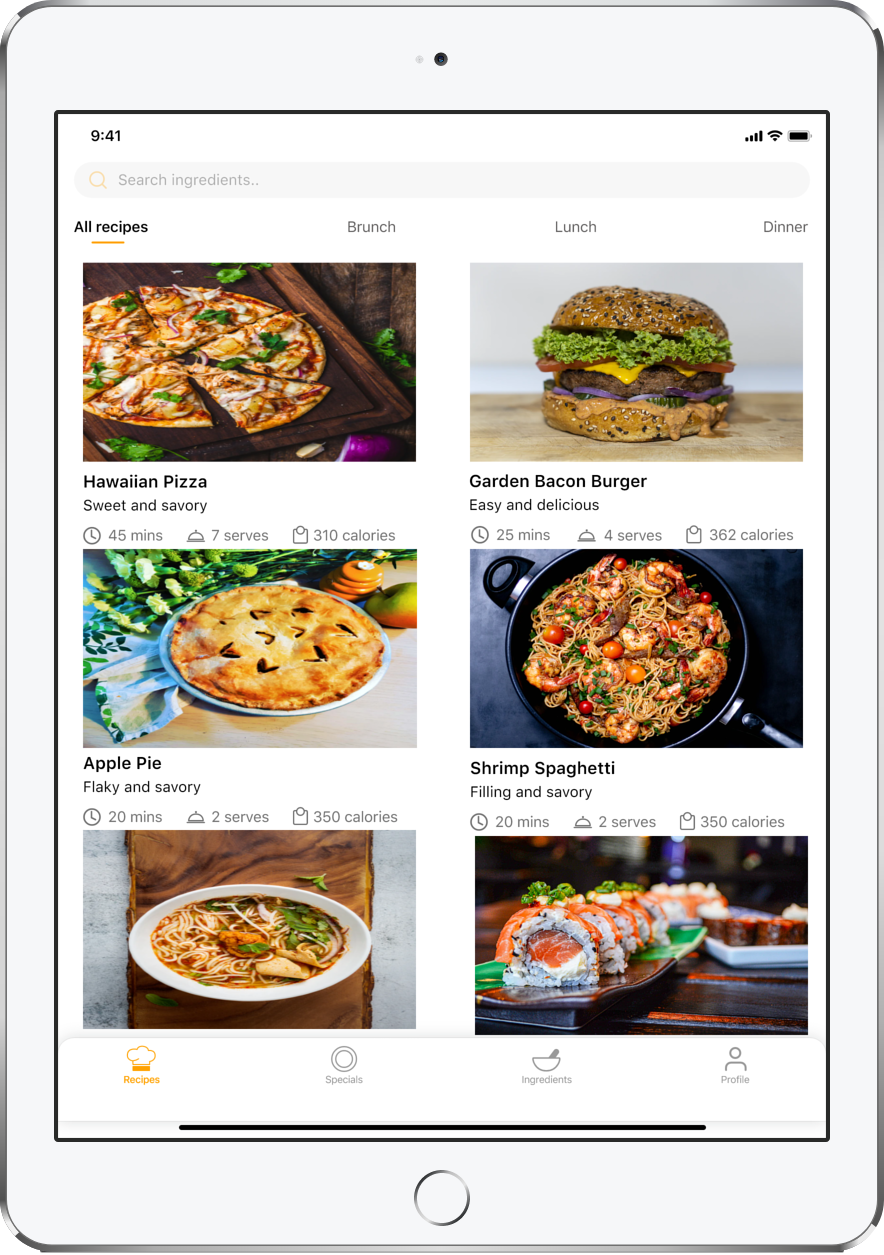 9:41
Search ingredients..
All recipes Brunch Lunch Dinner
Hawaiian Pizza
Sweet and savory
45 mins 7 serves 310 calories
Garden Bacon Burger
Easy and delicious
25 mins 4 serves 362 calories
Apple Pie
Flaky and savory
20 mins 2 serves 350 calories
Shrimp Spaghetti
Filling and savory
20 mins 2 serves 350 calories
Recipes Specials Ingredients Profile